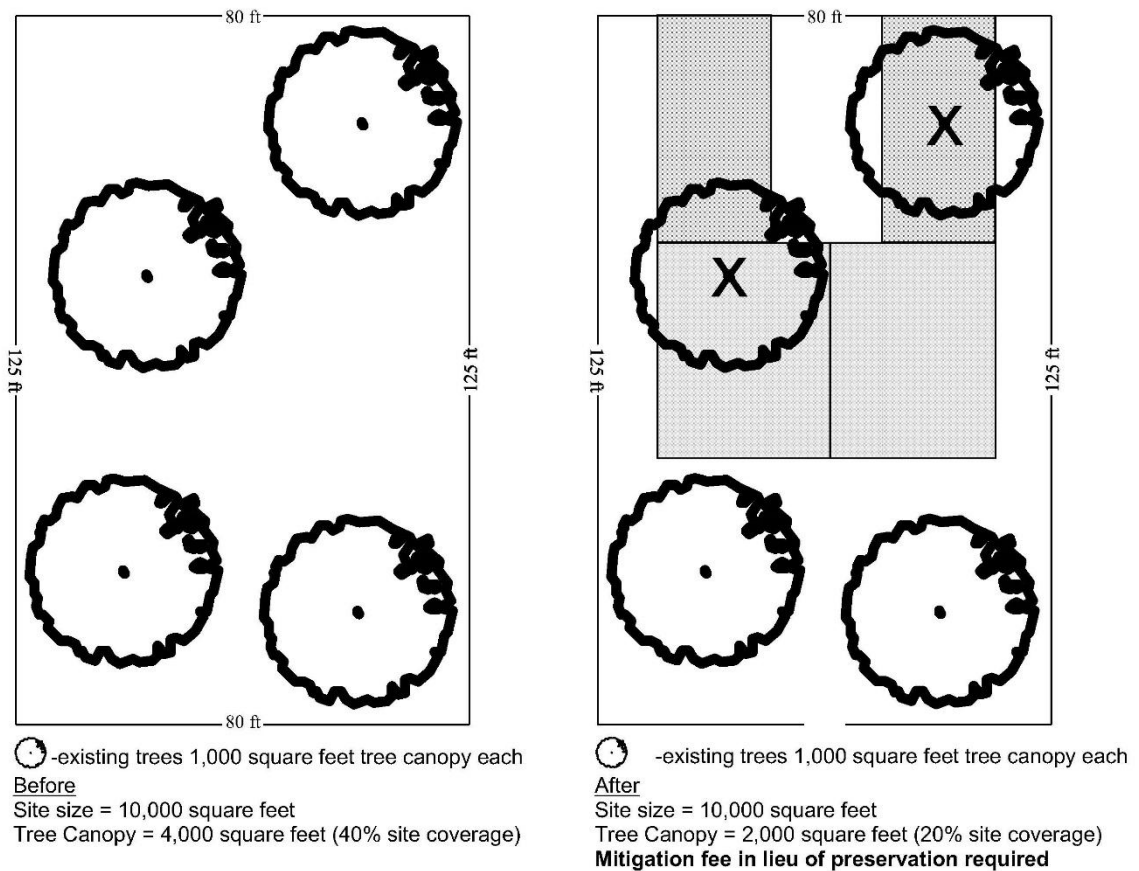 80 ft
125 ft
125 ft
80 ft
-existing trees 1,000 square feet tree canopy each
Before
Site size = 10,000 square feet
Tree Canopy = 4,000 square feet (40% site coverage)
80 ft
X
X
125 ft
125 ft
-existing trees 1,000 square feet tree canopy each
After
Site size = 10,000 square feet
Tree Canopy = 2,000 square feet (20% site coverage)
Mitigation fee in lieu of preservation required